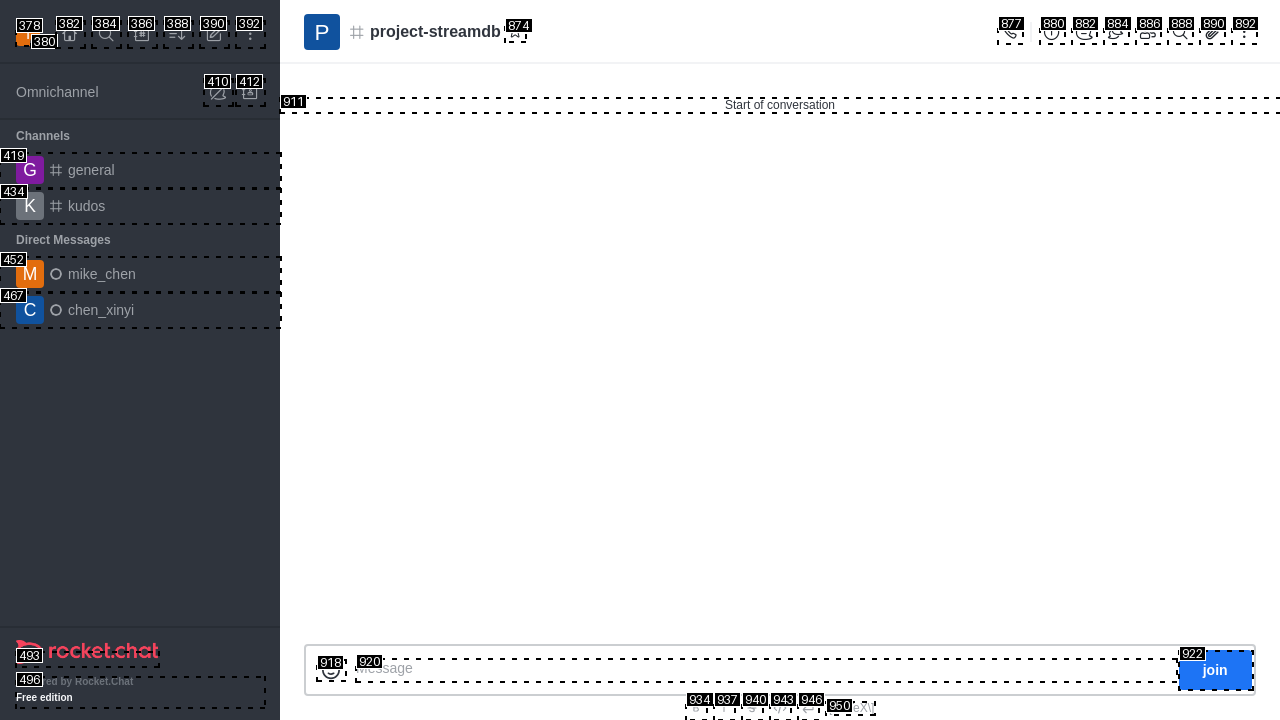 378
380
382
384
386
388
390
392
Omnichannel
410
412
Channels
419
G
general
434
K
kudos
Direct Messages
452
M
mike_chen
467
C
chen_xinyi
493
rocket.chat
496
ed by Rocket.Chat
Free edition
P
project-streamdb
874
877
880
882
884
886
888
890
892
911
Start of conversation
918
920
Message
922
join
934
937
940
943
946
950